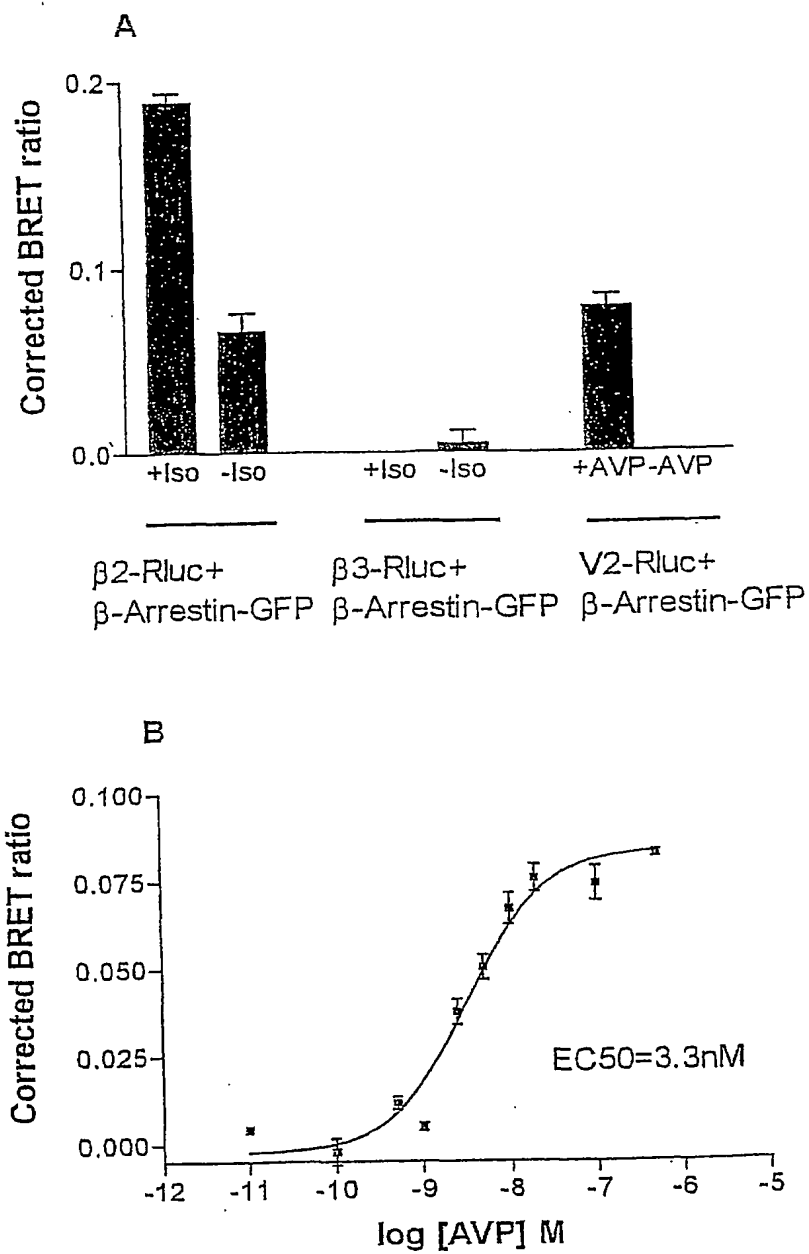 A
Corrected BRET ratio
0.2
0.1
0.0
+Iso -Iso +Iso -Iso +AVP-AVP
β2-Rluc+ β3-Rluc+ V2-Rluc+
β-Arrestin-GFP β-Arrestin-GFP β-Arrestin-GFP
B
Corrected BRET ratio
0.100
0.075
0.050
0.025
0.000
EC50=3.3nM
-12 -11 -10 -9 -8 -7 -6 -5
log [AVP] M